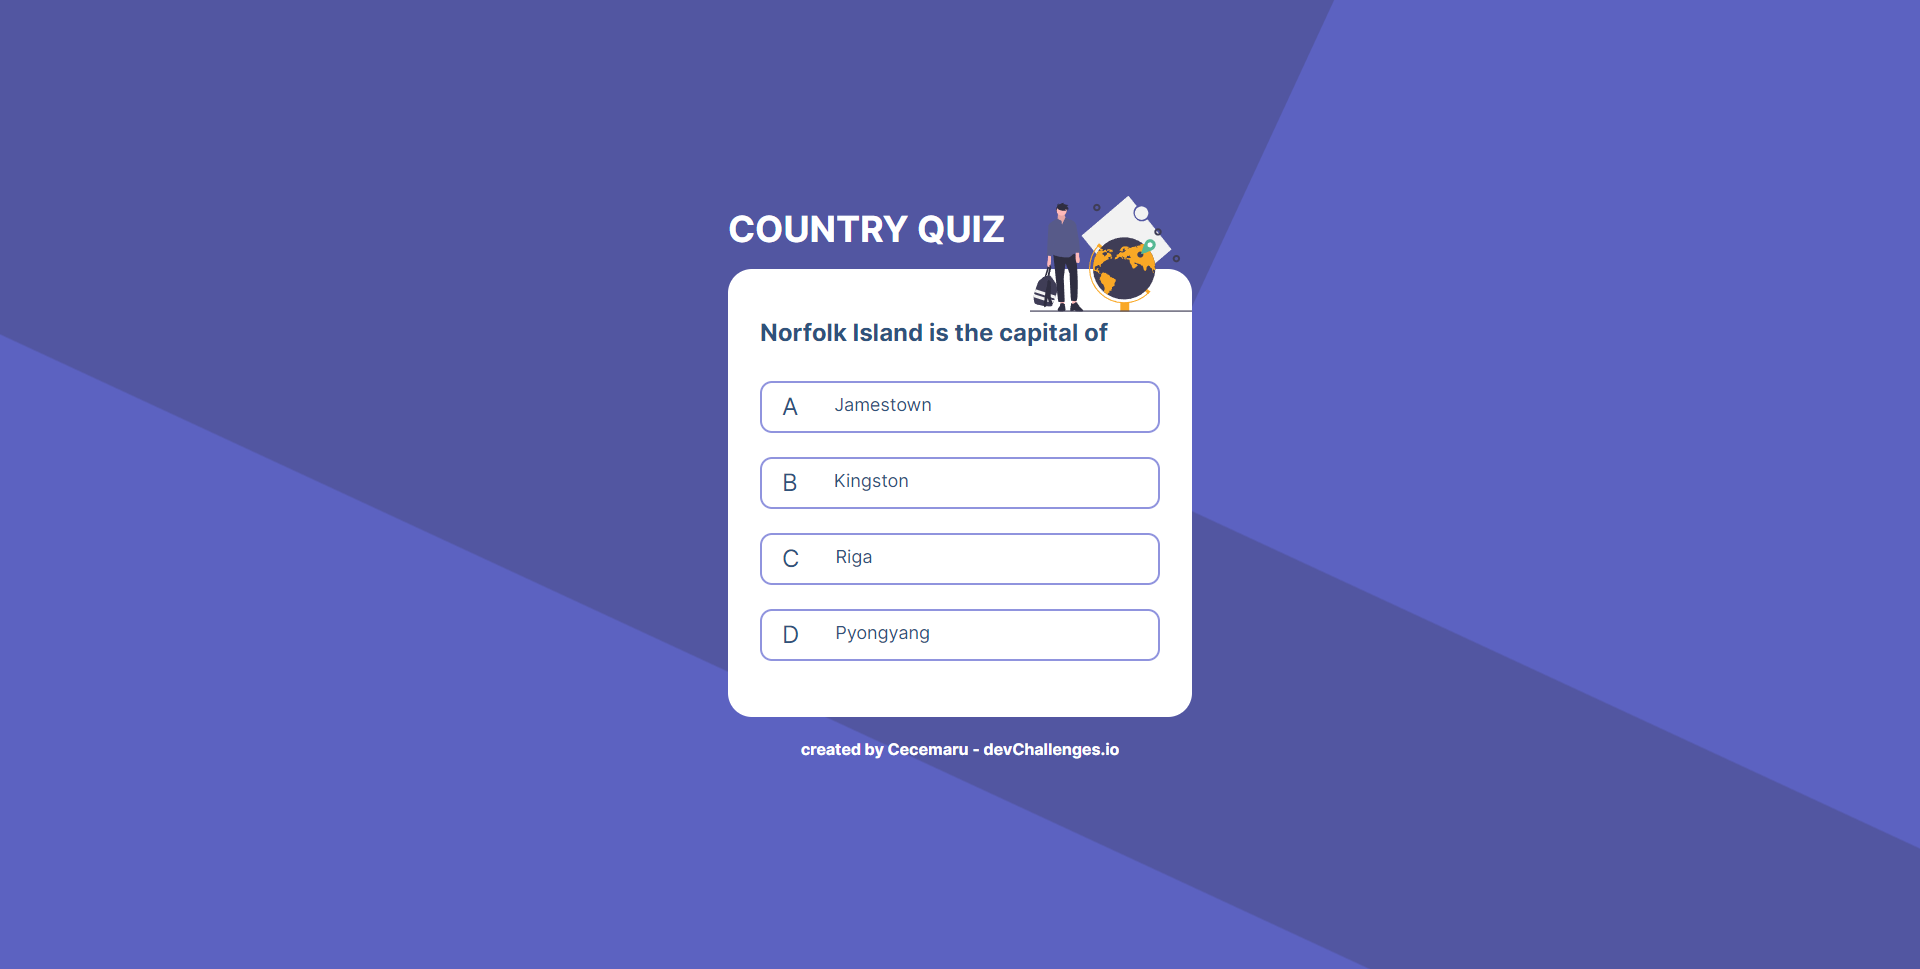 COUNTRY QUIZ
Norfolk Island is the capital of
A Jamestown
B Kingston
C Riga
D Pyongyang
created by Cecemaru - devChallenges.io